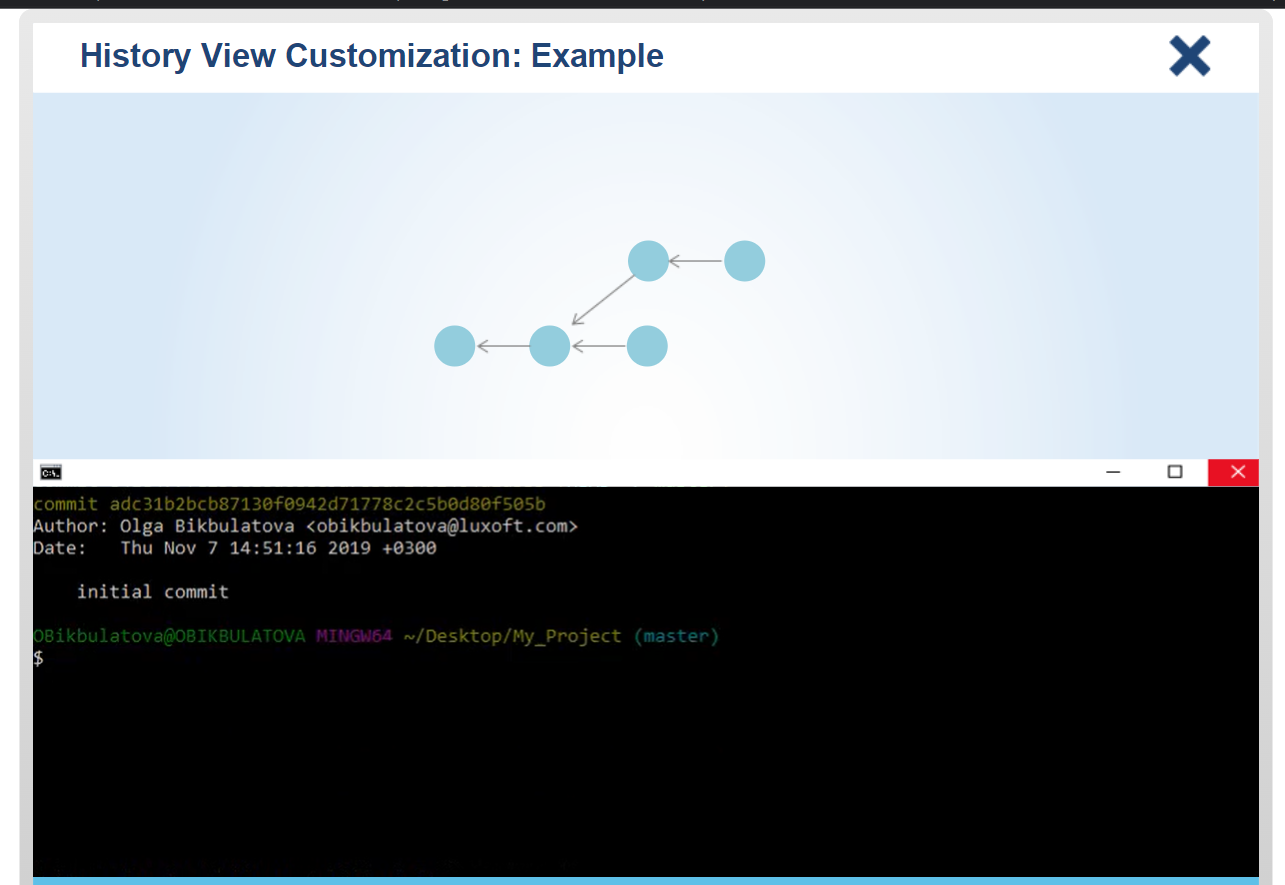 History View Customization: Example
C:\.
commit adc31b2bcb87130f0942d71778c2c5b0d80f505b
Author: Olga Bikbulatova <obikbulatova@luxoft.com>
Date:   Thu Nov 7 14:51:16 2019 +0300
initial commit
OBikbulatova@OBIKBULATOVA MINGW64 ~/Desktop/My_Project (master)
$